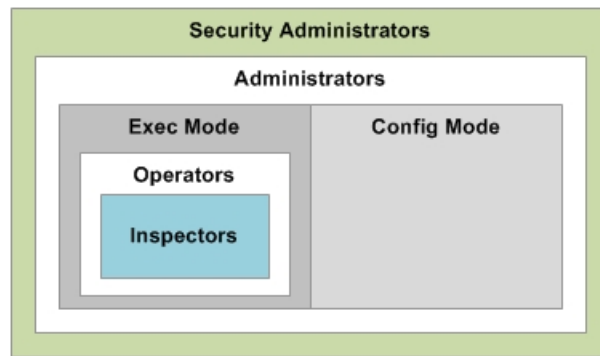 Security Administrators
Administrators
Exec Mode
Config Mode
Operators
Inspectors